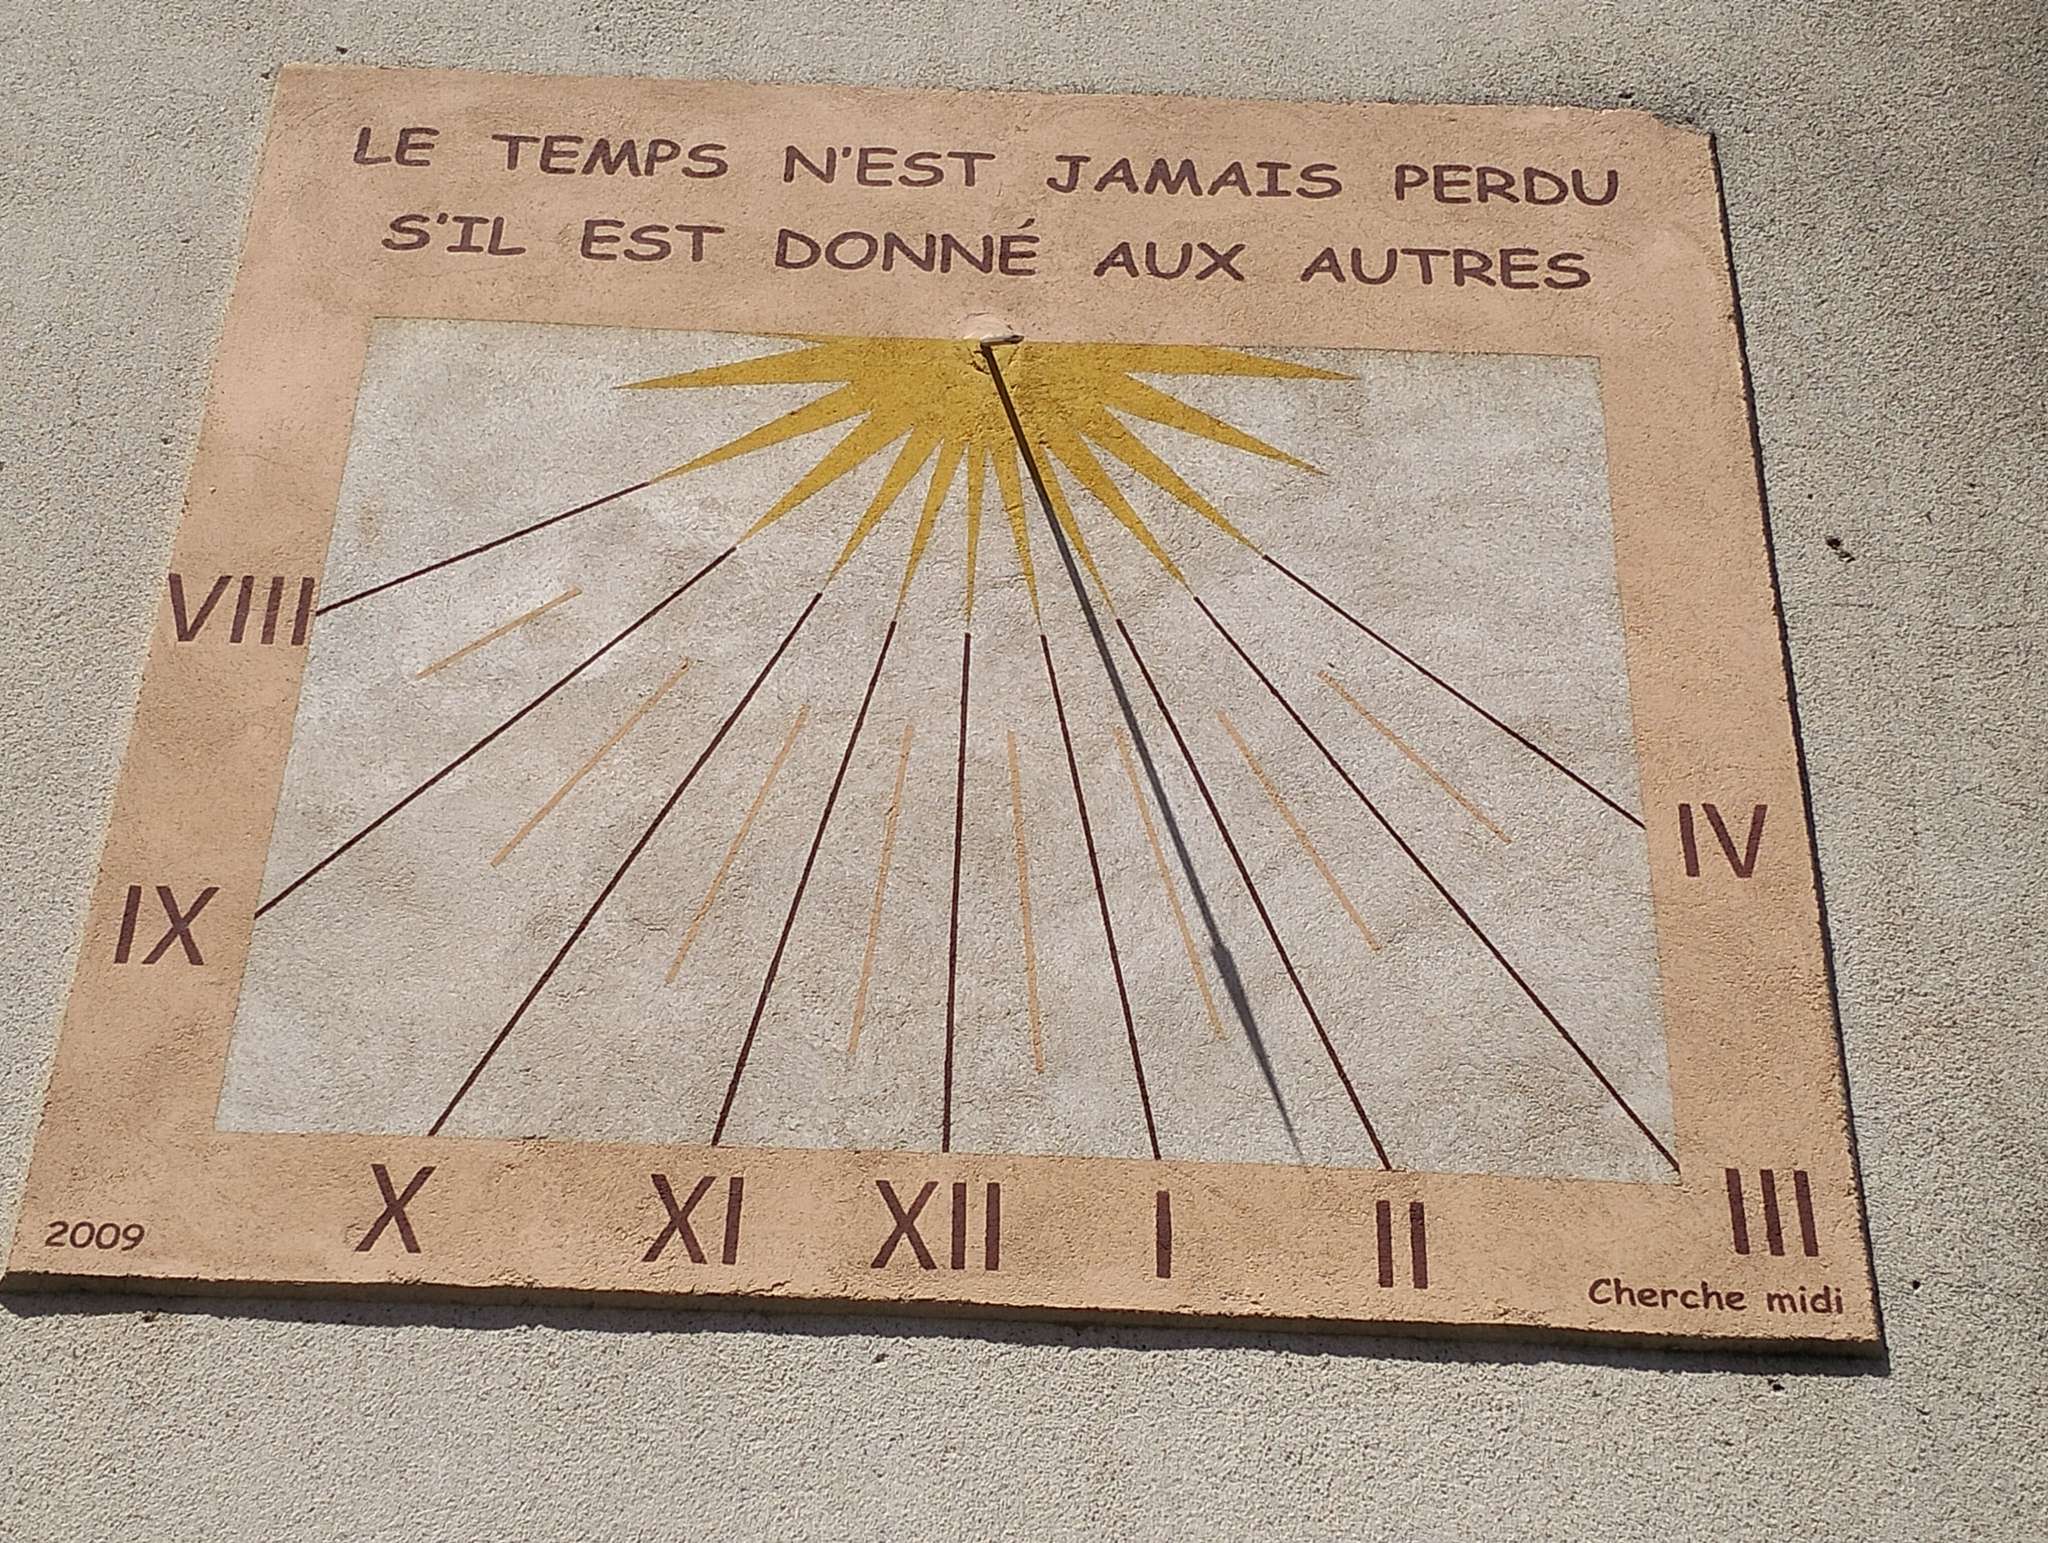 LE TEMPS N'EST JAMAIS PERDU
S'IL EST DONNÉ AUX AUTRES
VIII
IV
IX
X
XI
XII
I
II
III
2009
Cherche midi